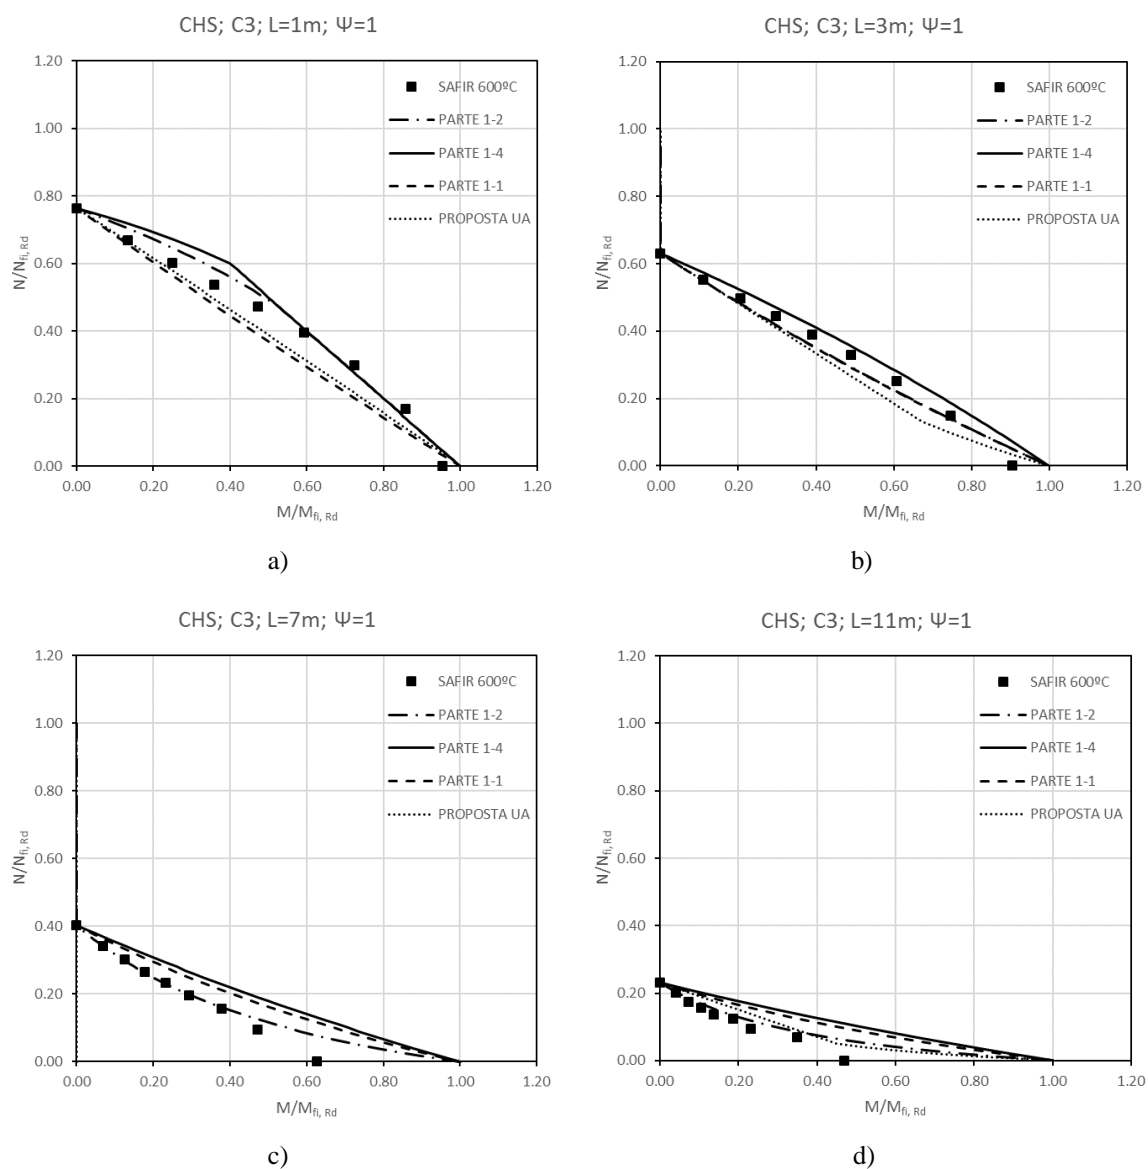 CHS; C3; L=1m; Ψ=1
1.20
1.00
0.80
0.60
0.40
0.20
0.00
N/Nfi,Rd
0.00 0.20 0.40 0.60 0.80 1.00 1.20
M/Mfi, Rd
SAFIR 600ºC
PARTE 1-2
PARTE 1-4
PARTE 1-1
PROPOSTA UA
a)
CHS; C3; L=3m; Ψ=1
1.20
1.00
0.80
0.60
0.40
0.20
0.00
N/Nfi,Rd
0.00 0.20 0.40 0.60 0.80 1.00 1.20
M/Mfi, Rd
SAFIR 600ºC
PARTE 1-2
PARTE 1-4
PARTE 1-1
PROPOSTA UA
b)
CHS; C3; L=7m; Ψ=1
1.20
1.00
0.80
0.60
0.40
0.20
0.00
N/Nfi,Rd
0.00 0.20 0.40 0.60 0.80 1.00 1.20
M/Mfi, Rd
SAFIR 600ºC
PARTE 1-2
PARTE 1-4
PARTE 1-1
PROPOSTA UA
c)
CHS; C3; L=11m; Ψ=1
1.20
1.00
0.80
0.60
0.40
0.20
0.00
N/Nfi,Rd
0.00 0.20 0.40 0.60 0.80 1.00 1.20
M/Mfi, Rd
SAFIR 600ºC
PARTE 1-2
PARTE 1-4
PARTE 1-1
PROPOSTA UA
d)